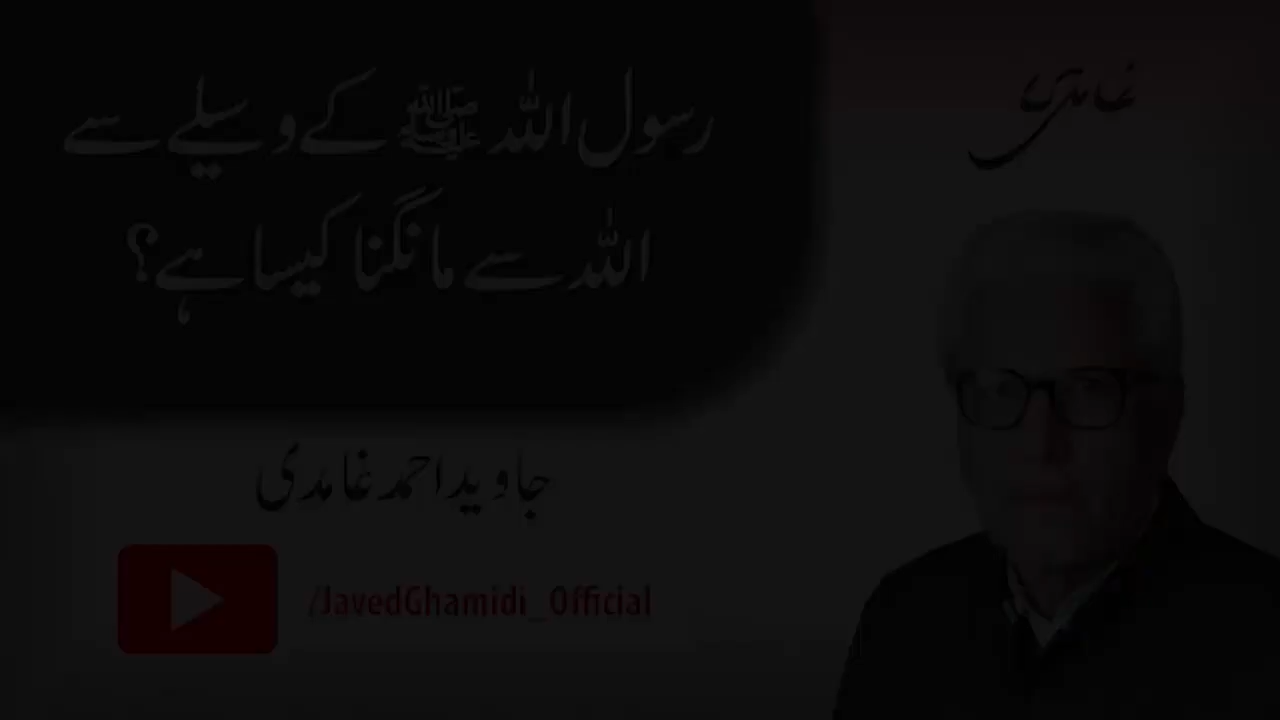 رسول اللہ ﷺ کے وسیلے سے
اللہ سے مانگنا کیسا ہے؟
غامدی
جاوید احمد غامدی
/JavedGhamidi_Official